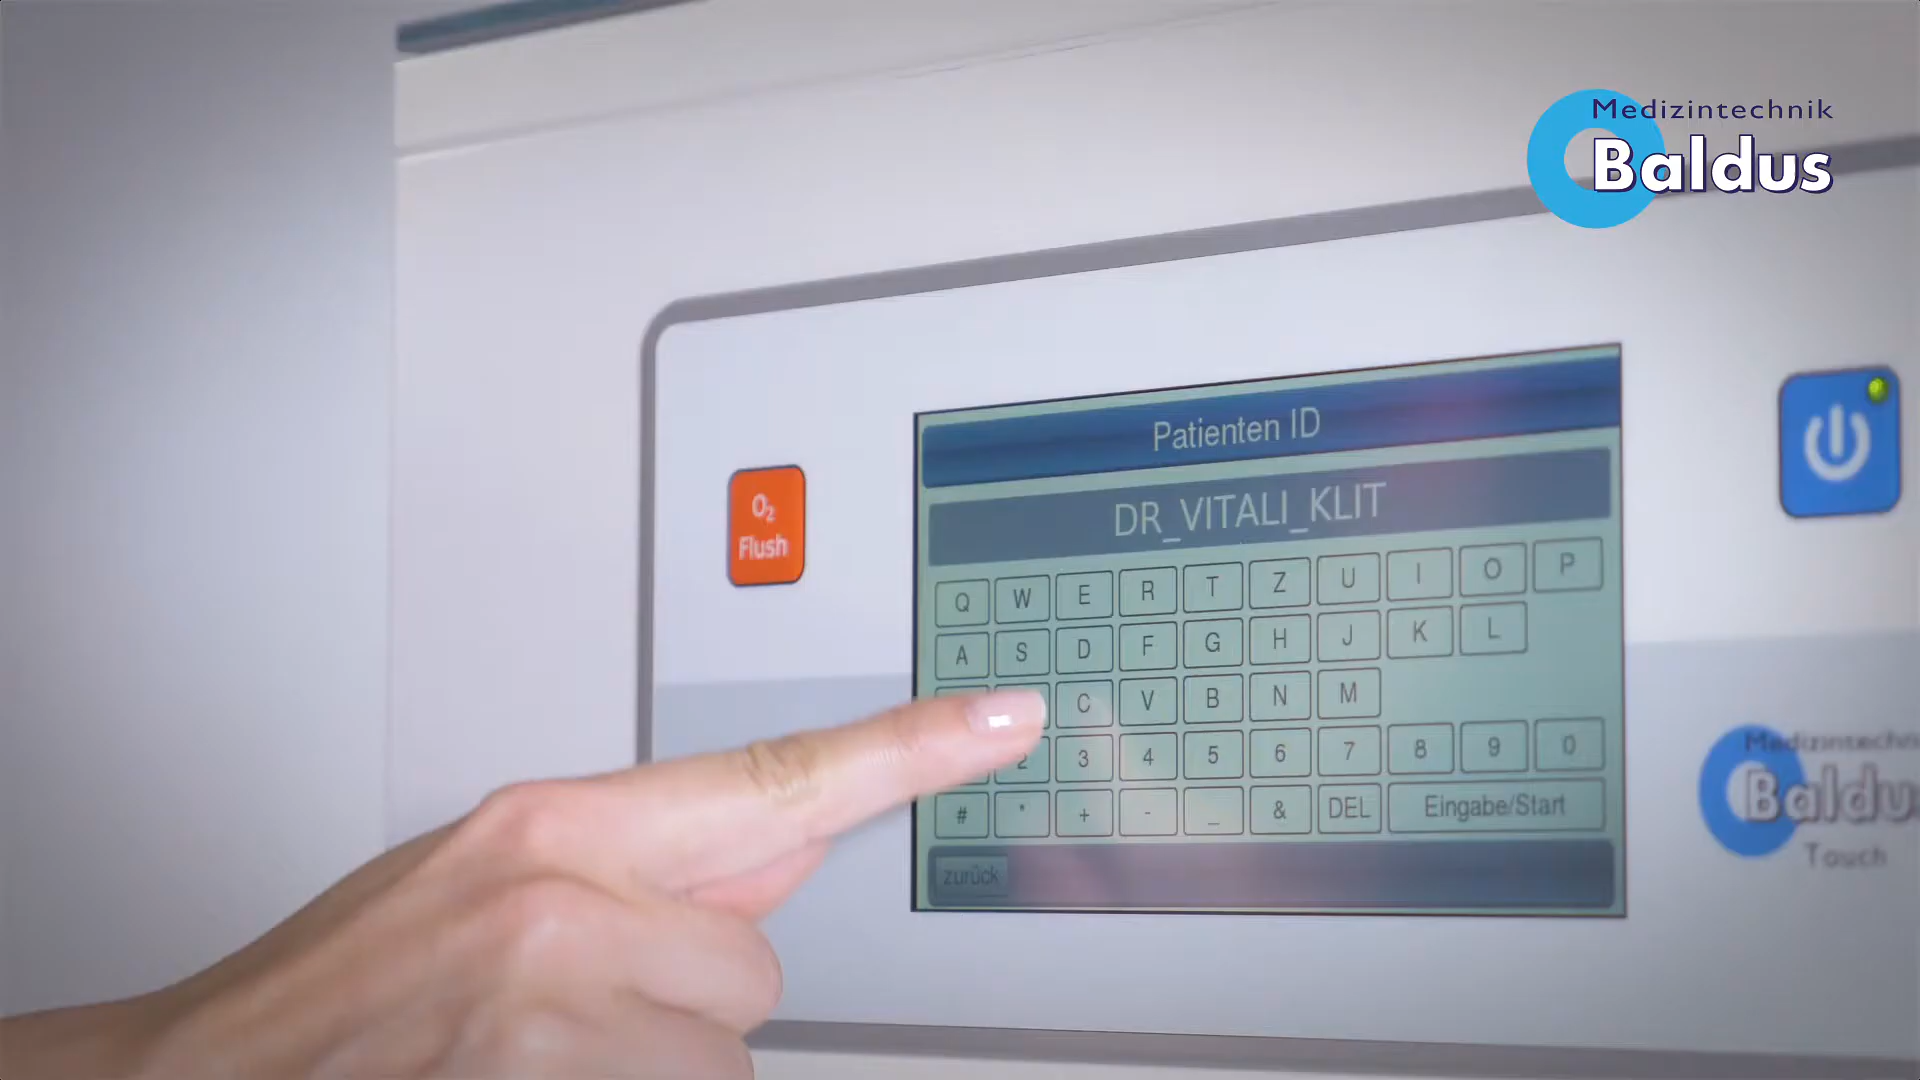 Medizintechnik
Baldus
Patienten ID
DR_VITALI_KLIT
O₂
Flush
Q W E R T Z U I O P
A S D F G H J K L
C V B N M
2 3 4 5 6 7 8 9 0
# * + - _ & DEL Eingabe/Start
zurück
Medizintechnik
Baldus
Touch